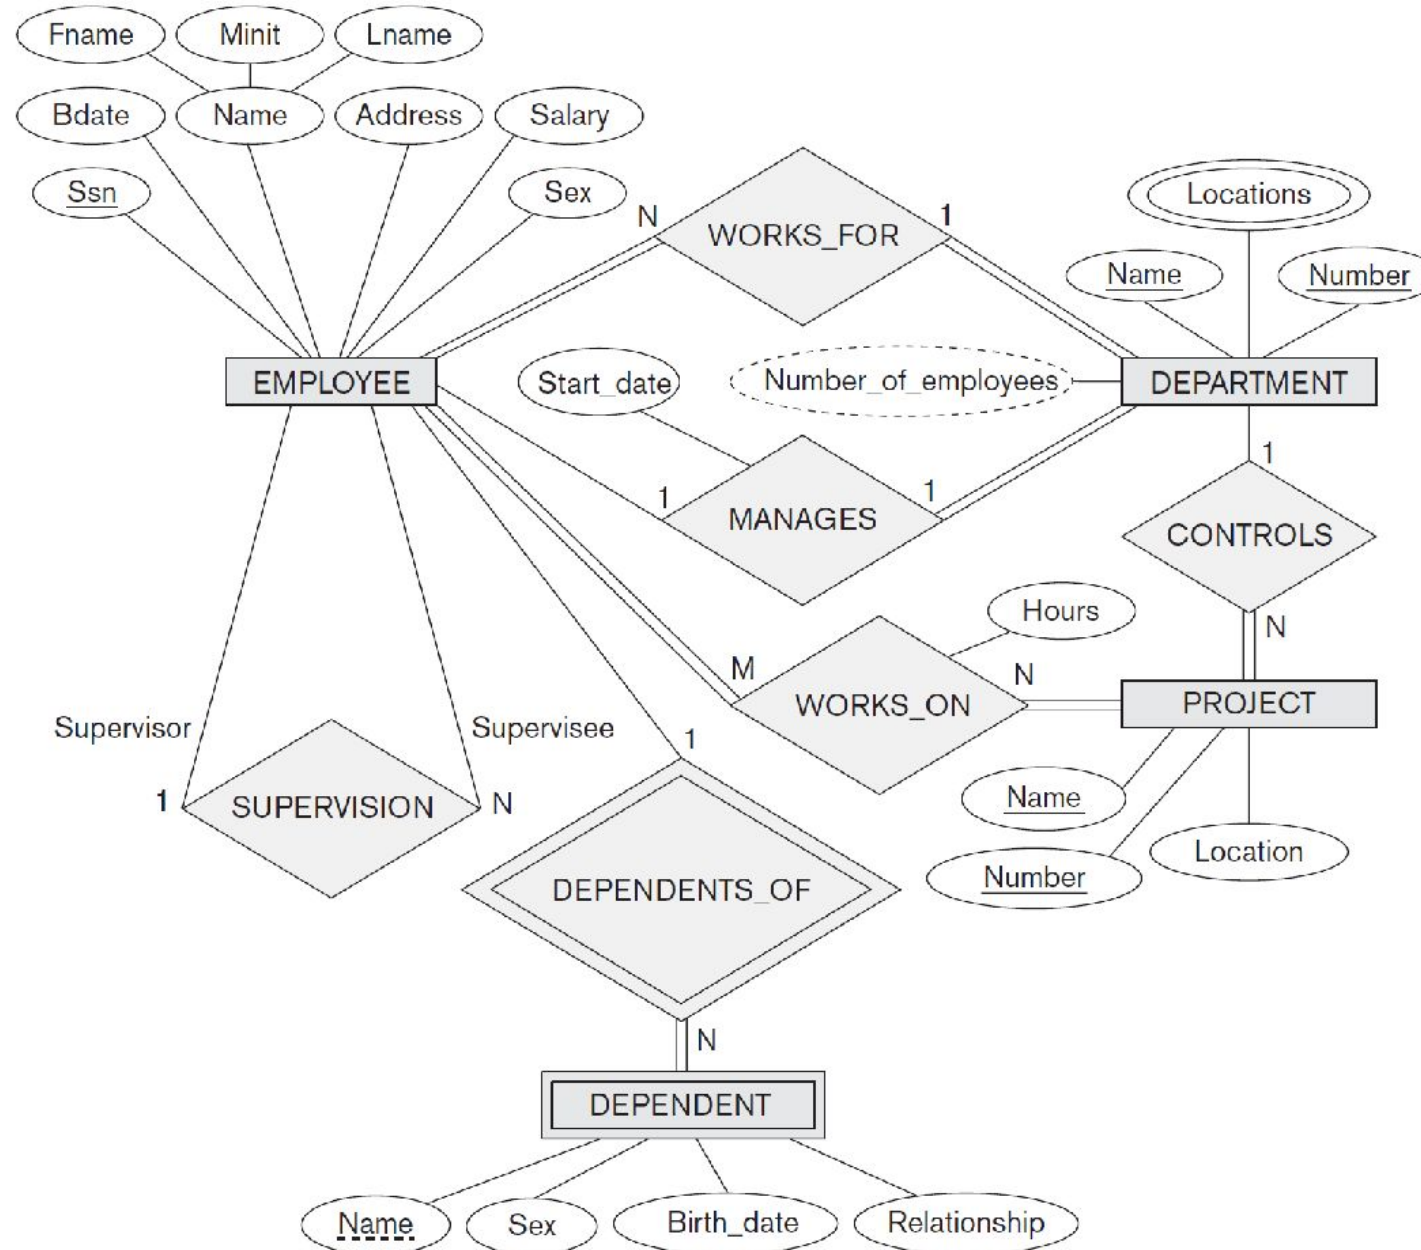 Fname Minit Lname
Bdate Name Address Salary
Ssn Sex
N WORKS_FOR 1
Locations
Name Number
EMPLOYEE
Start_date
Number_of_employees
DEPARTMENT
1 MANAGES 1
1
CONTROLS
N
Hours
M WORKS_ON N
PROJECT
Supervisor Supervisee
1 SUPERVISION N
1
Name
Number
Location
DEPENDENTS_OF
N
DEPENDENT
Name Sex Birth_date Relationship